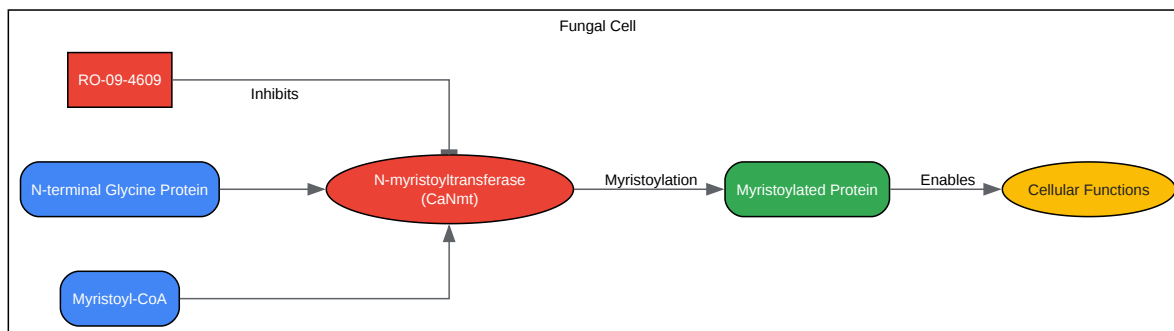 Fungal Cell
RO-09-4609
Inhibits
N-terminal Glycine Protein
N-myristoyltransferase
(CaNmt)
Myristoylation
Myristoylated Protein
Enables
Cellular Functions
Myristoyl-CoA